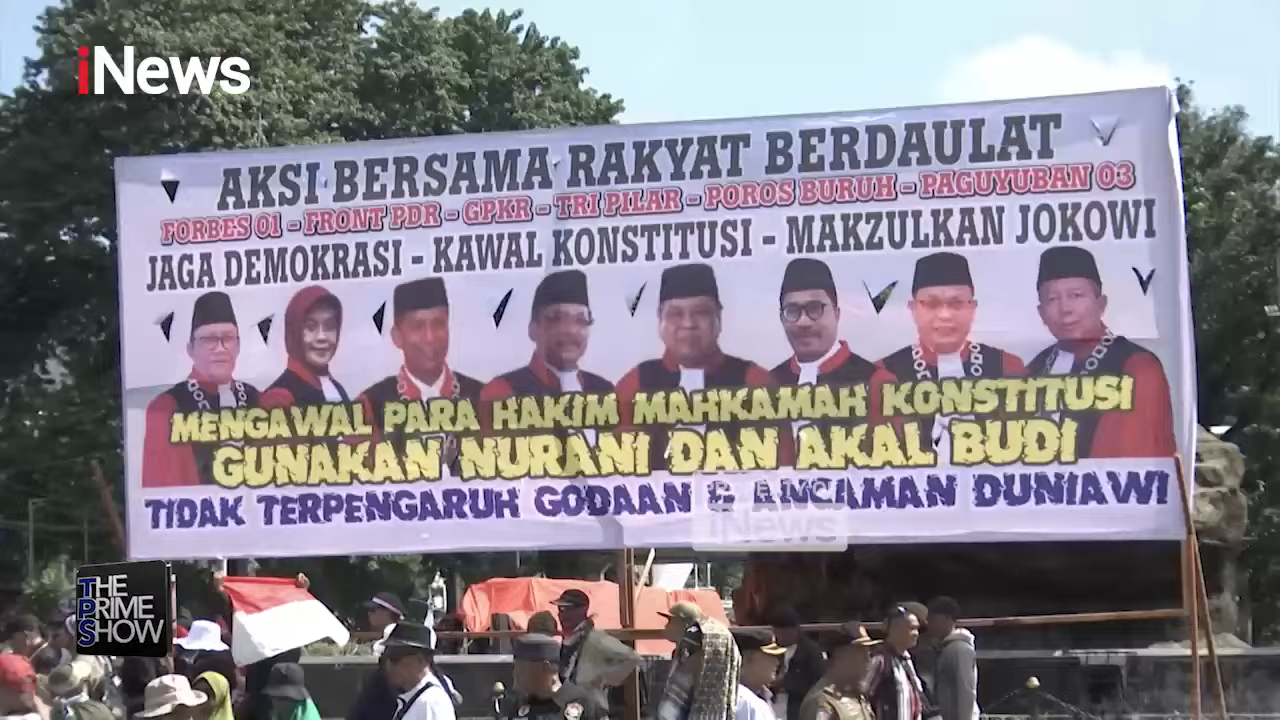 iNews
AKSI BERSAMA RAKYAT BERDAULAT
FORBES 01 - FRONT PDR - GPKR - TRI PILAR - POROS BURUH - PAGUYUBAN 03
JAGA DEMOKRASI - KAWAL KONSTITUSI - MAKZULKAN JOKOWI
MENGAWAL PARA HAKIM MAHKAMAH KONSTITUSI
GUNAKAN NURANI DAN AKAL BUDI
TIDAK TERPENGARUH GODAAN & ANCAMAN DUNIAWI
iNews
THE
PRIME
SHOW